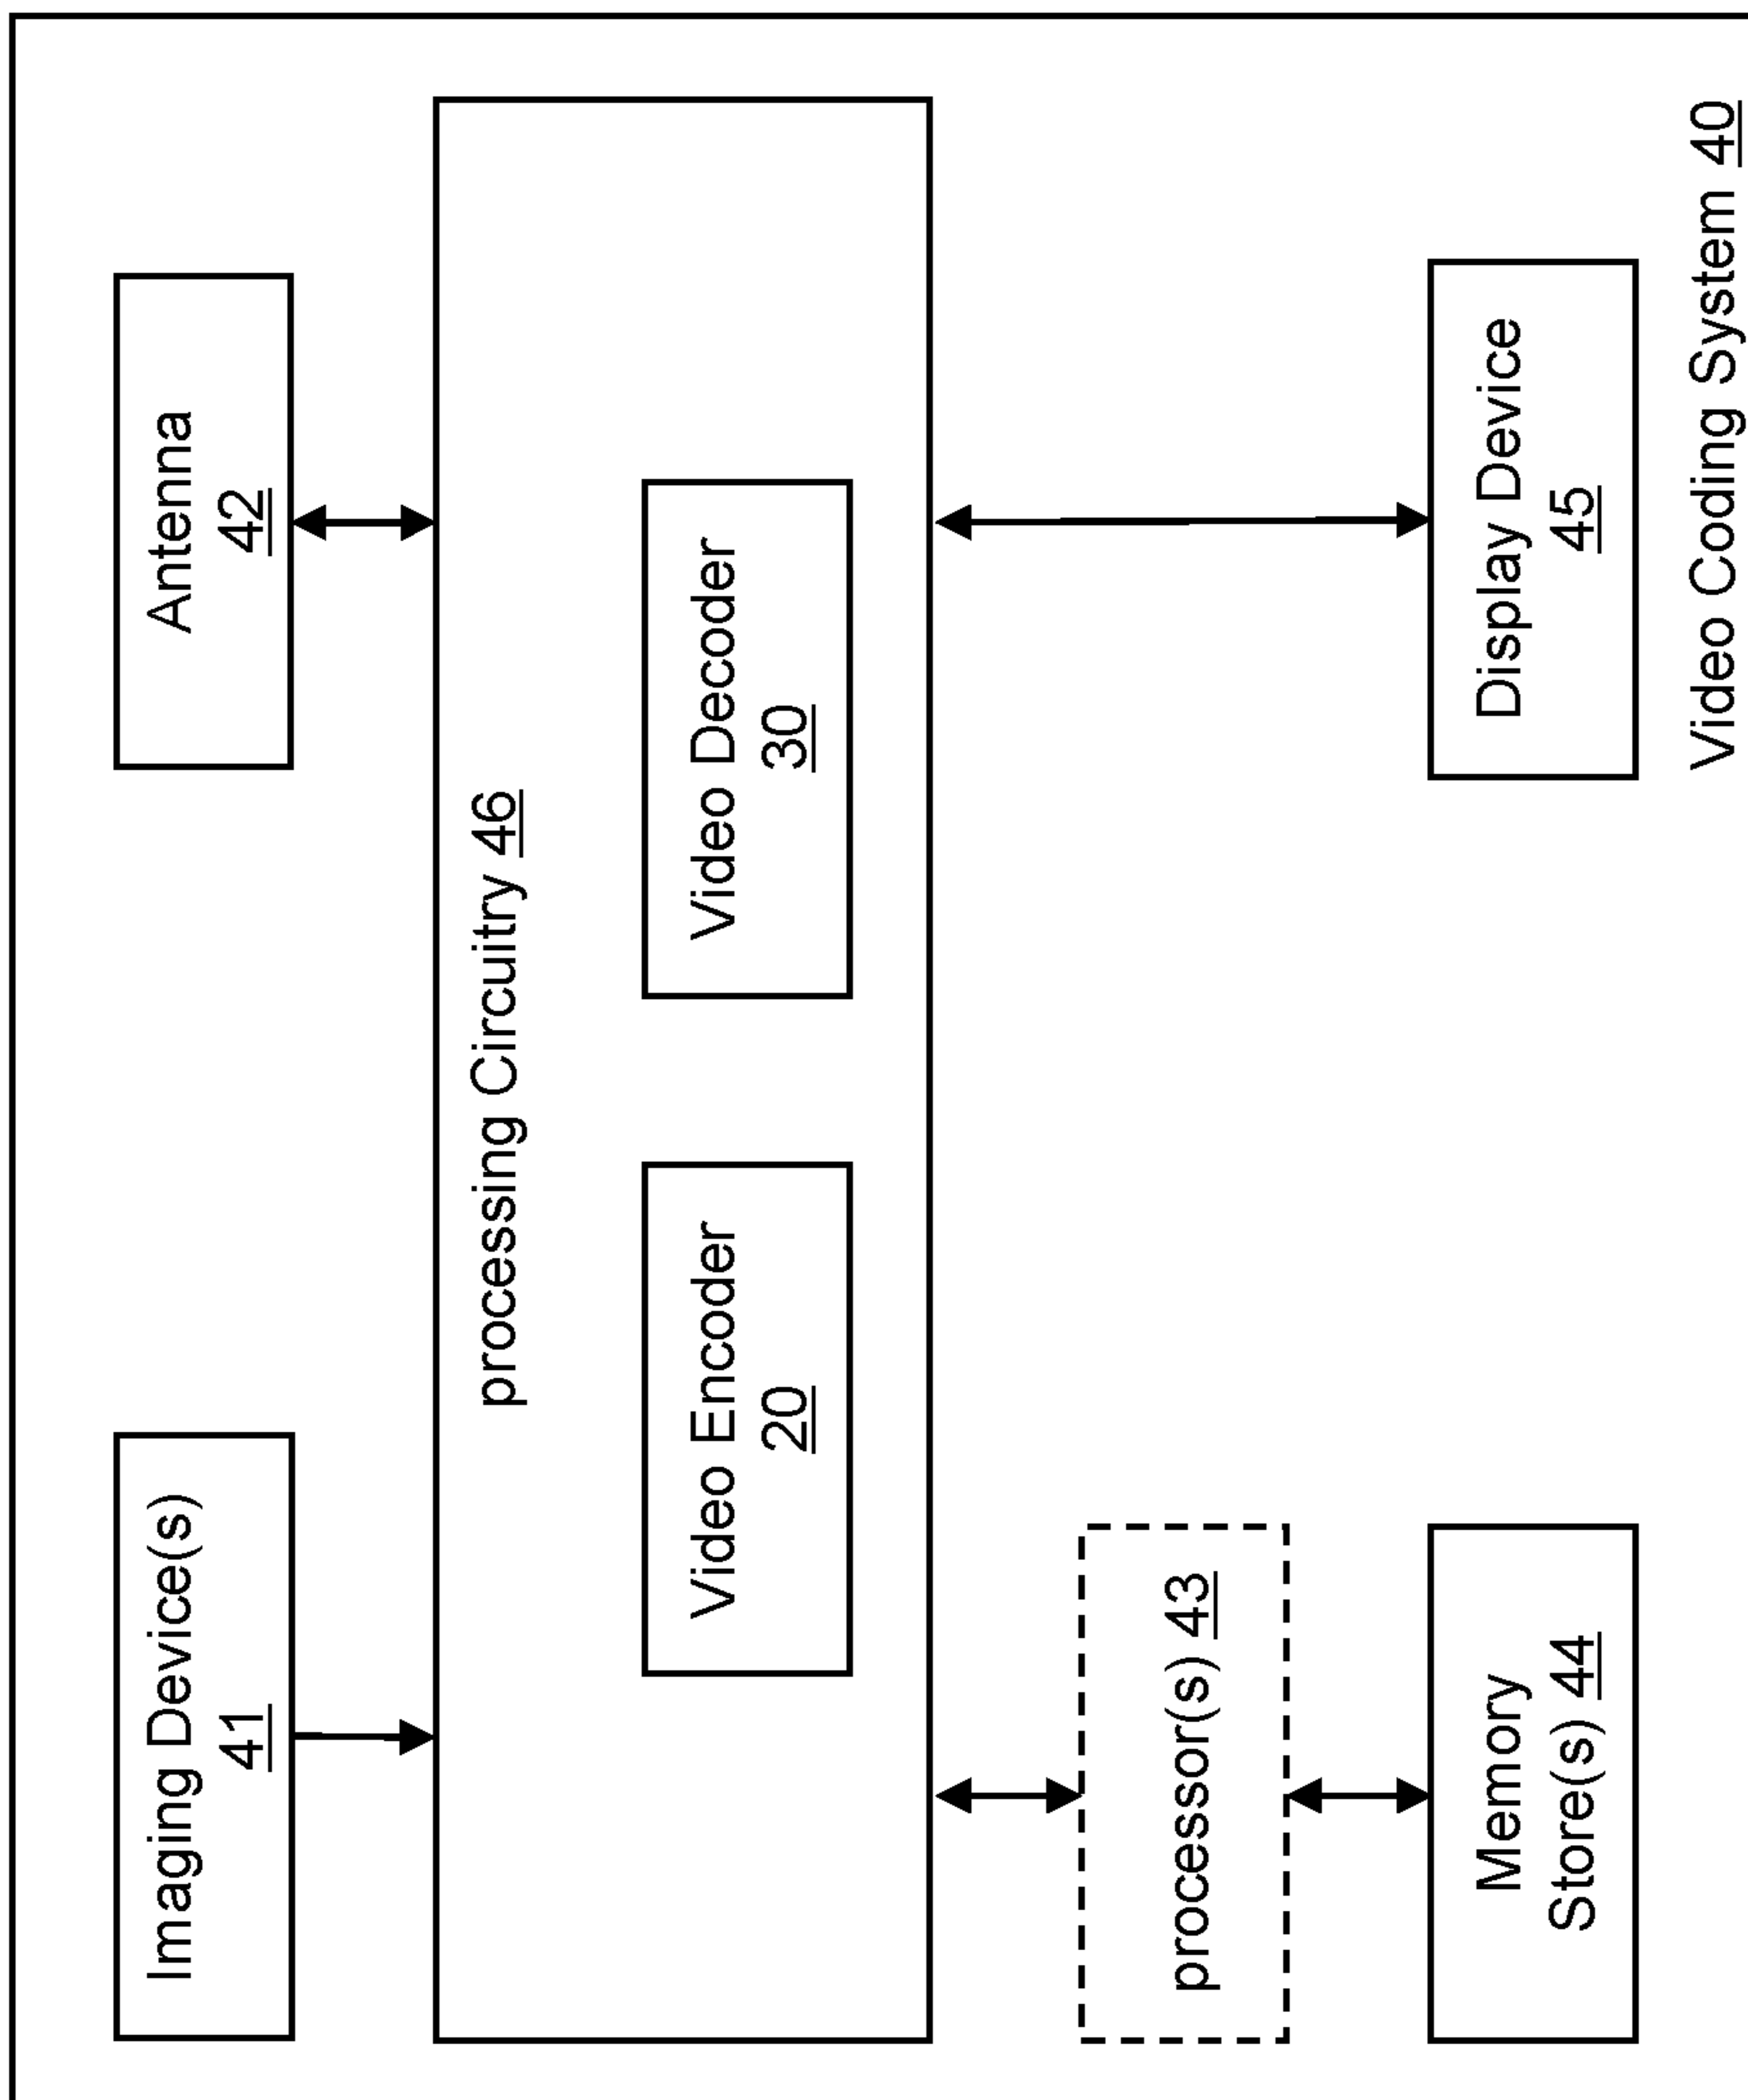 Imaging Device(s)
41
Antenna
42
processing Circuitry 46
Video Encoder
20
Video Decoder
30
processor(s) 43
Memory
Store(s) 44
Display Device
45
Video Coding System 40